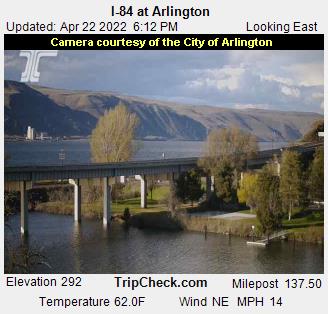 I-84 at Arlington
Updated: Apr 22 2022 6:12 PM Looking East
Camera courtesy of the City of Arlington
Elevation 292 TripCheck.com Milepost 137.50
Temperature 62.0F Wind NE MPH 14